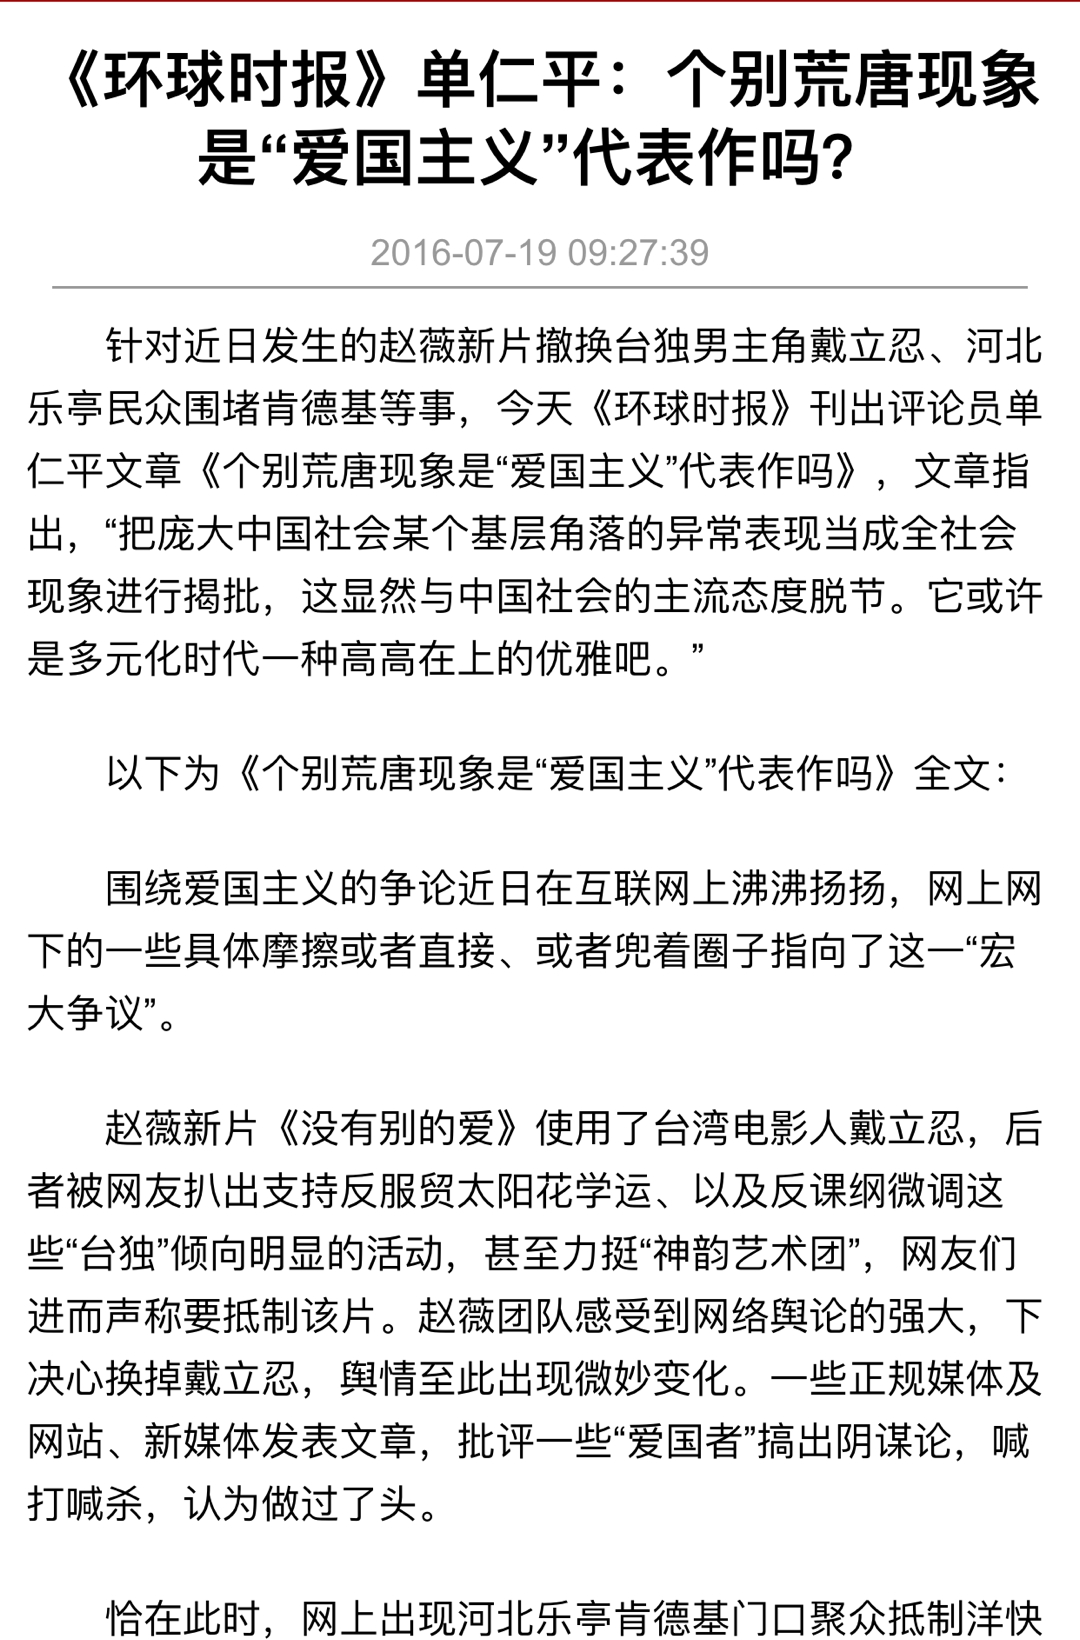 《环球时报》单仁平：个别荒唐现象
是“爱国主义”代表作吗？
2016-07-19 09:27:39
针对近日发生的赵薇新片撤换台独男主角戴立忍、河北
乐亭民众围堵肯德基等事，今天《环球时报》刊出评论员单
仁平文章《个别荒唐现象是“爱国主义”代表作吗》，文章指
出，“把庞大中国社会某个基层角落的异常表现当成全社会
现象进行揭批，这显然与中国社会的主流态度脱节。它或许
是多元化时代一种高高在上的优雅吧。”
以下为《个别荒唐现象是“爱国主义”代表作吗》全文：
围绕爱国主义的争论近日在互联网上沸沸扬扬，网上网
下的一些具体摩擦或者直接、或者兜着圈子指向了这一“宏
大争议”。
赵薇新片《没有别的爱》使用了台湾电影人戴立忍，后
者被网友扒出支持反服贸太阳花学运、以及反课纲微调这
些“台独”倾向明显的活动，甚至力挺“神韵艺术团”，网友们
进而声称要抵制该片。赵薇团队感受到网络舆论的强大，下
决心换掉戴立忍，舆情至此出现微妙变化。一些正规媒体及
网站、新媒体发表文章，批评一些“爱国者”搞出阴谋论，喊
打喊杀，认为做过了头。
恰在此时，网上出现河北乐亭肯德基门口聚众抵制洋快